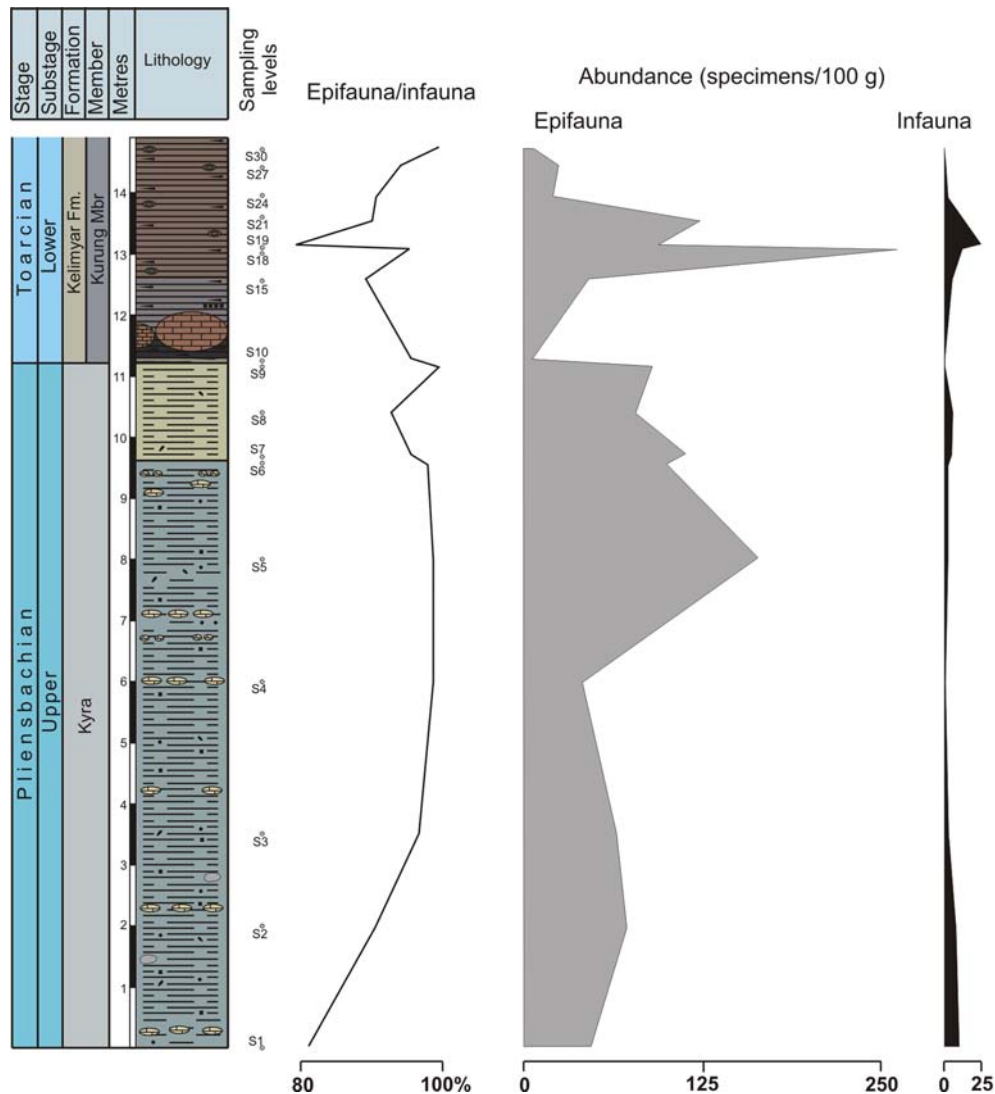 Stage
Substage
Formation
Member
Metres
Lithology
Sampling
levels
Epifauna/infauna
Abundance (specimens/100 g)
Epifauna
Infauna
Toarcian
Lower
Kelimyar Fm.
Kurung Mbr
Pliensbachian
Upper
Kyra
14
13
12
11
10
9
8
7
6
5
4
3
2
1
S30
S27
S24
S21
S19
S18
S15
S10
S9
S8
S7
S6
S5
S4
S3
S2
S1
80
100%
0
125
250
0
25